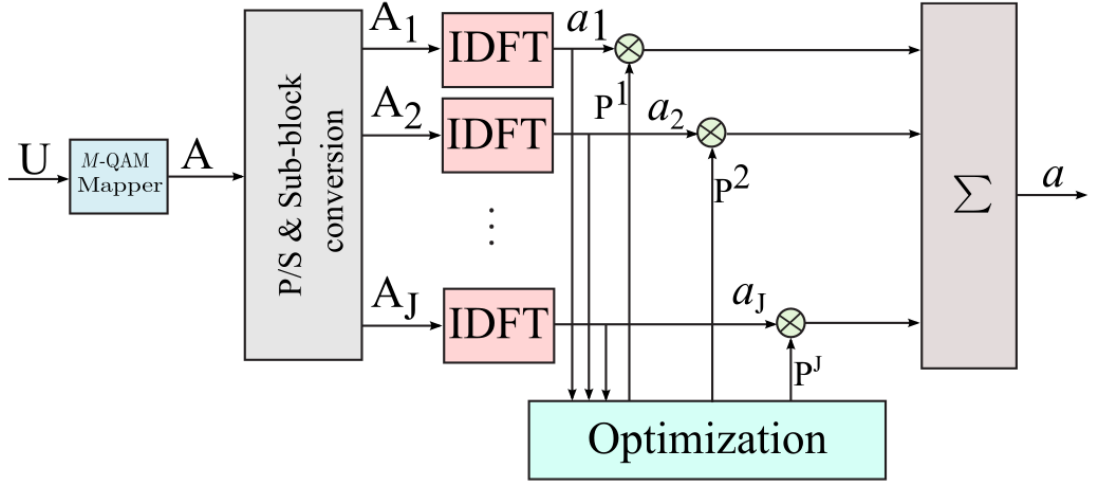 U
M-QAM
Mapper
A
P/S & Sub-block
conversion
A1
IDFT
a1
P1
A2
IDFT
a2
P2
⋮
AJ
IDFT
aJ
PJ
Optimization
∑
a